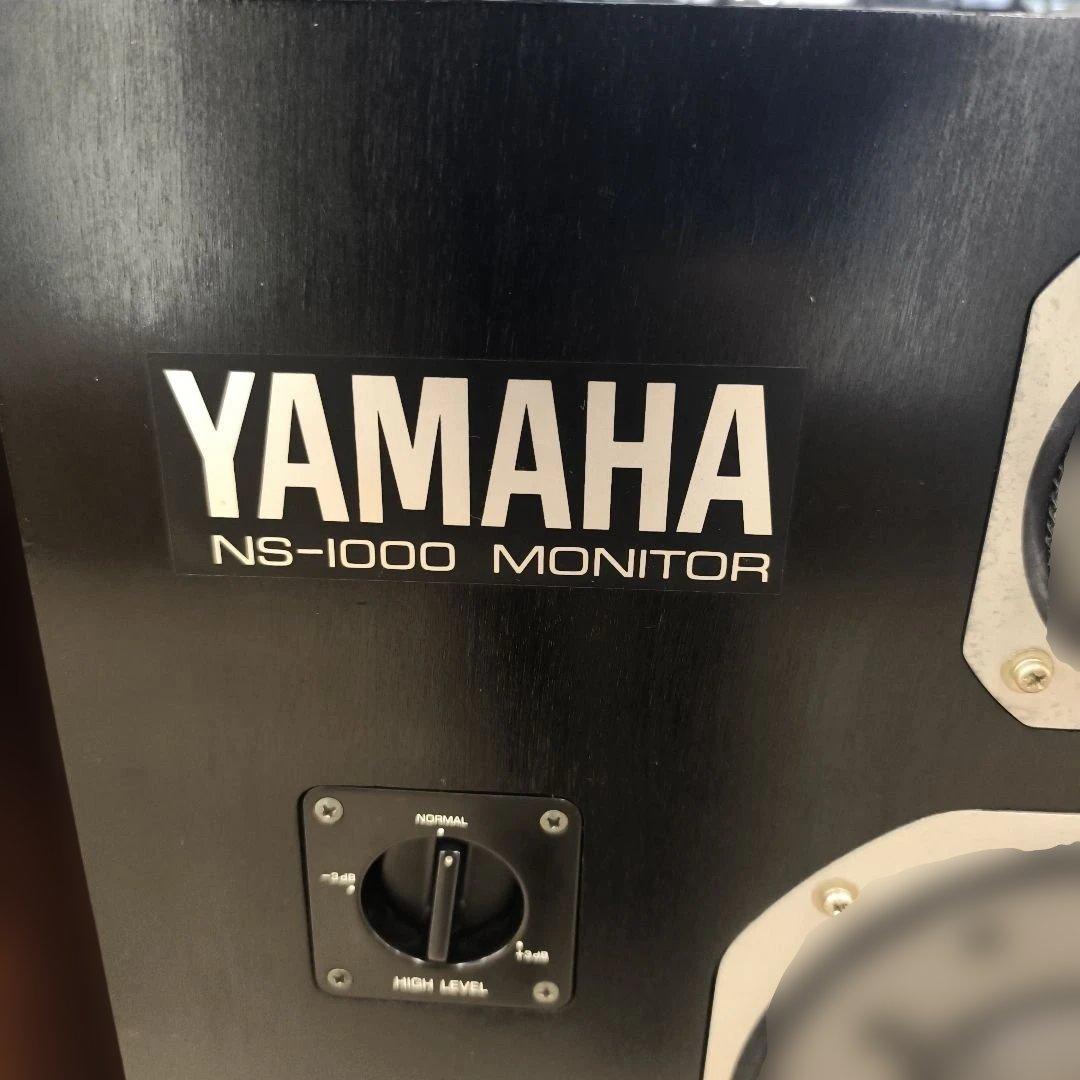 YAMAHA
NS-1000 MONITOR
NORMAL
-3dB
+3dB
HIGH LEVEL